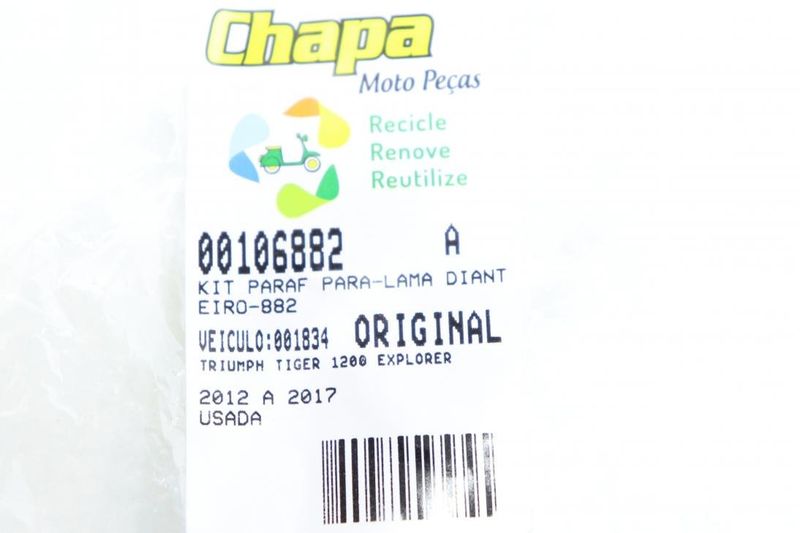 Chapa
Moto Peças
Recicle
Renove
Reutilize
00106882 A
KIT PARAF PARA-LAMA DIANT
EIRO-882
VEICULO:001834 ORIGINAL
TRIUMPH TIGER 1200 EXPLORER
2012 A 2017
USADA